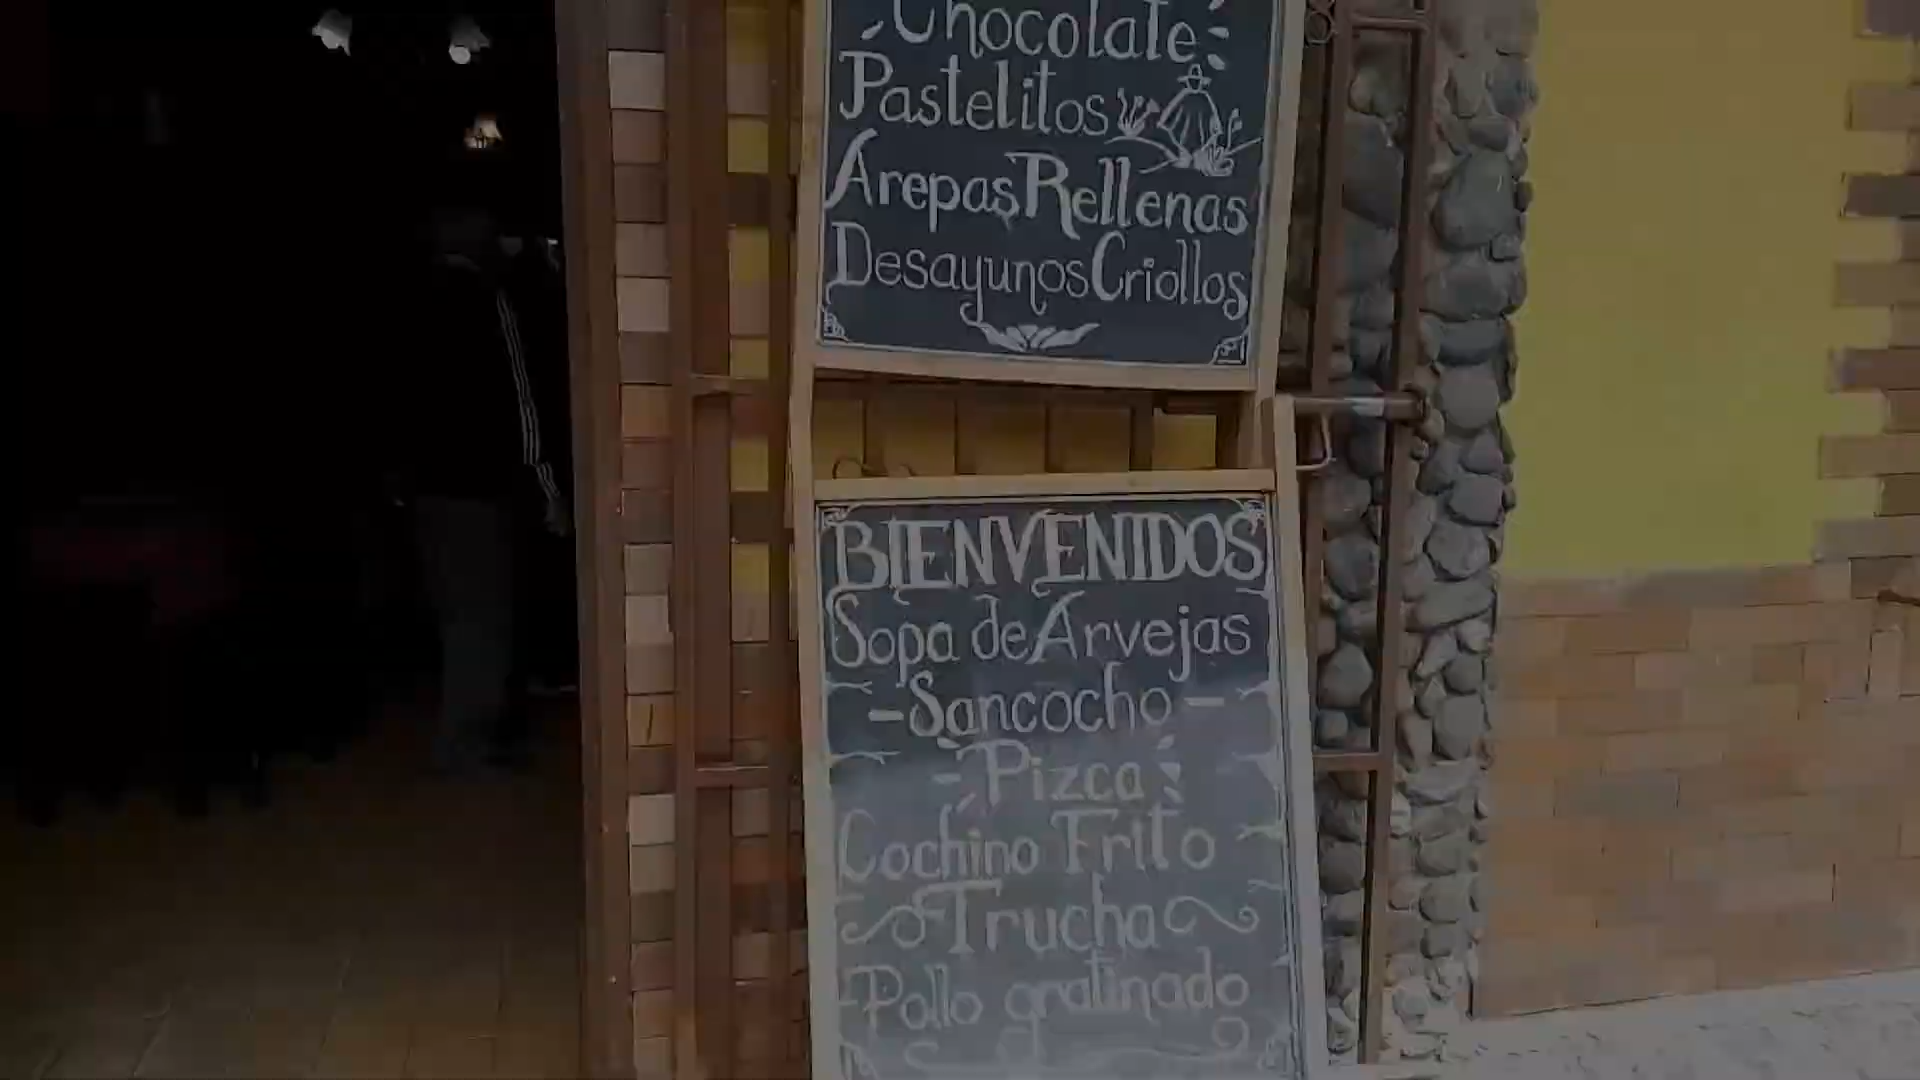 Chocolate
Pastelitos
Arepas Rellenas
Desayunos Criollos
BIENVENIDOS
Sopa de Arvejas
-Sancocho-
Pizca
Cochino Frito
Trucha
Pollo gratinado